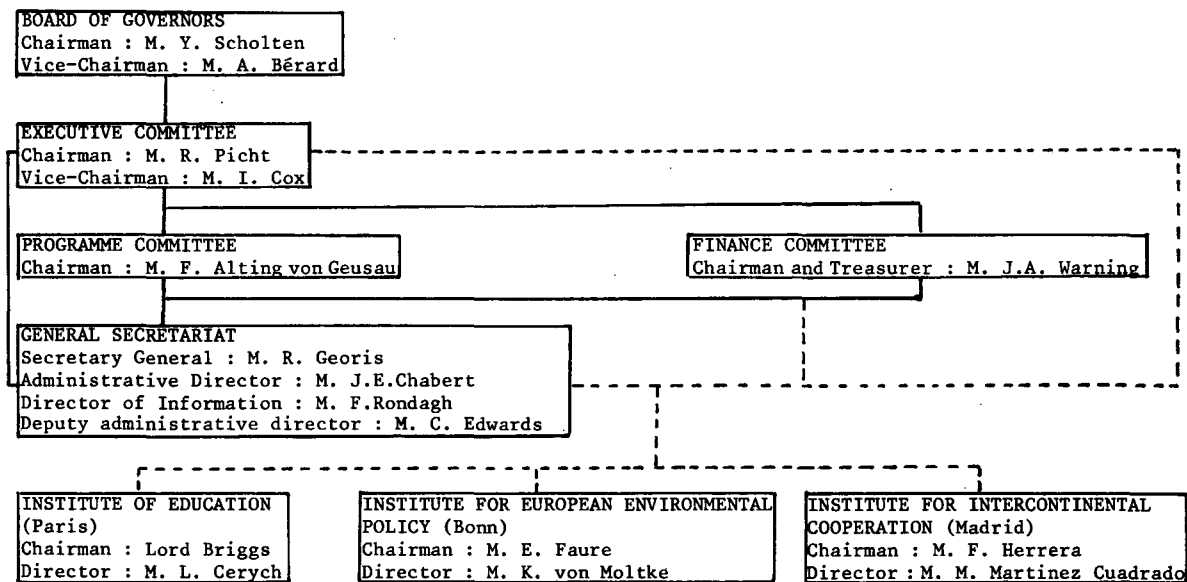 BOARD OF GOVERNORS
Chairman : M. Y. Scholten
Vice-Chairman : M. A. Bérard
EXECUTIVE COMMITTEE
Chairman : M. R. Picht
Vice-Chairman : M. I. Cox
PROGRAMME COMMITTEE
Chairman : M. F. Alting von Geusau
FINANCE COMMITTEE
Chairman and Treasurer : M. J.A. Warning
GENERAL SECRETARIAT
Secretary General : M. R. Georis
Administrative Director : M. J.E.Chabert
Director of Information : M. F.Rondagh
Deputy administrative director : M. C. Edwards
INSTITUTE OF EDUCATION
(Paris)
Chairman : Lord Briggs
Director : M. L. Cerych
INSTITUTE FOR EUROPEAN ENVIRONMENTAL
POLICY (Bonn)
Chairman : M. E. Faure
Director : M. K. von Moltke
INSTITUTE FOR INTERCONTINENTAL
COOPERATION (Madrid)
Chairman : M. F. Herrera
Director : M. M. Martinez Cuadrado